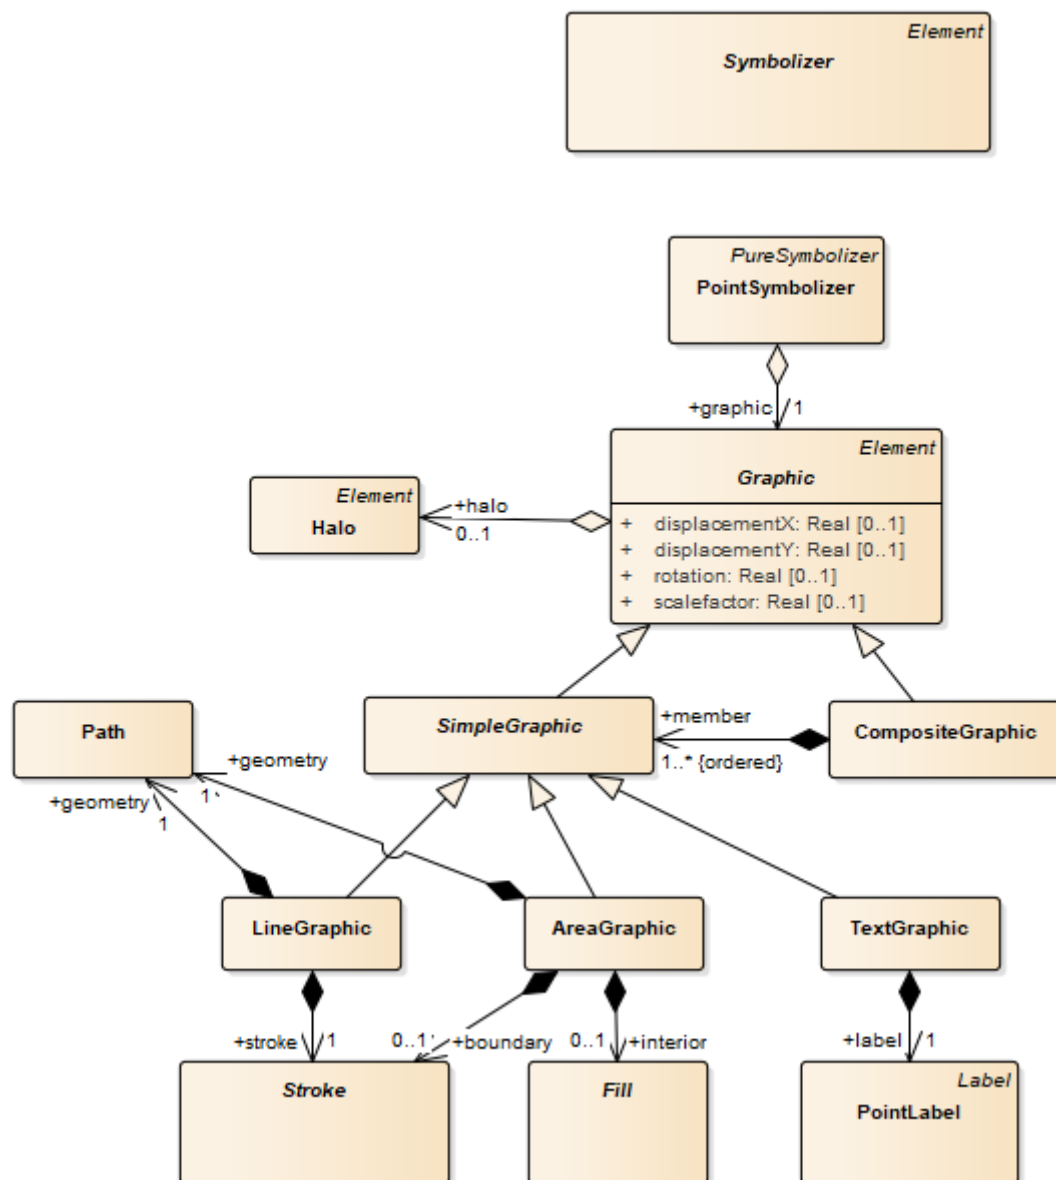 Element
Symbolizer
PureSymbolizer
PointSymbolizer
+graphic 1
Element
Graphic
+ displacementX: Real [0..1]
+ displacementY: Real [0..1]
+ rotation: Real [0..1]
+ scalefactor: Real [0..1]
Element
Halo
+halo
0..1
Path
SimpleGraphic
+member
1..* {ordered}
CompositeGraphic
+geometry
1
+geometry
1
LineGraphic
AreaGraphic
TextGraphic
+stroke 1
0..1 +boundary
0..1 +interior
+label 1
Stroke
Fill
Label
PointLabel